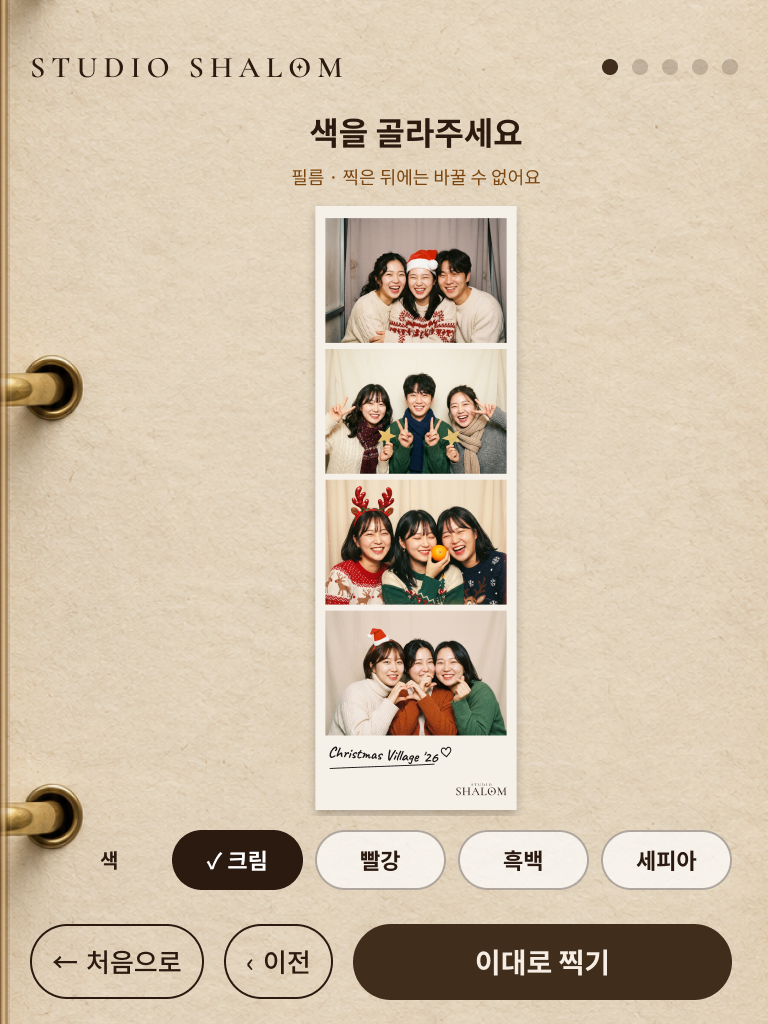 STUDIO SHALOM
색을 골라주세요
필름 · 찍은 뒤에는 바꿀 수 없어요
Christmas Village '26♡
STUDIO
SHALOM
색
✓ 크림
빨강
흑백
세피아
← 처음으로
‹ 이전
이대로 찍기